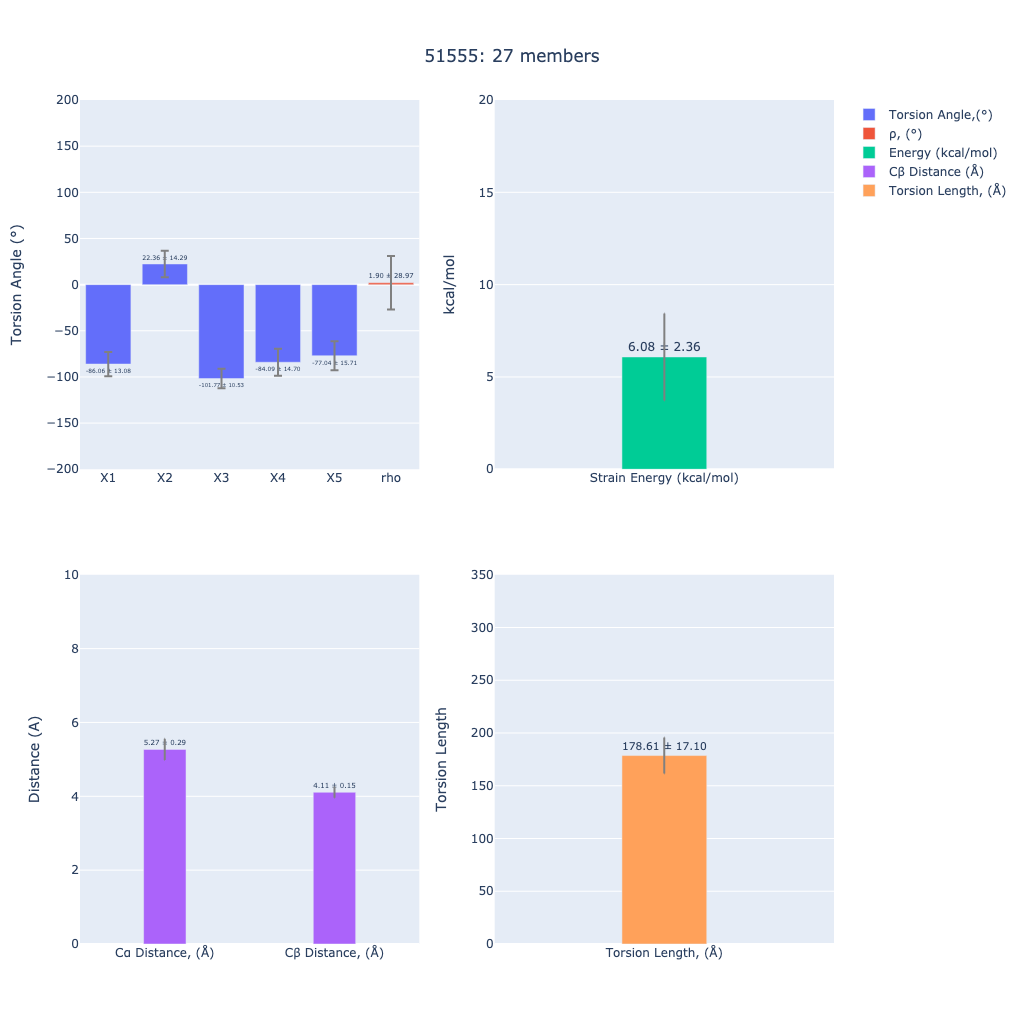 51555: 27 members
200
150
100
50
0
−50
−100
−150
−200
Torsion Angle (°)
22.36 ± 14.29
1.90 ± 28.97
-86.06 ± 13.08
-101.77 ± 10.53
-84.09 ± 14.70
-77.04 ± 15.71
X1 X2 X3 X4 X5 rho
20
15
10
5
0
kcal/mol
6.08 ± 2.36
Strain Energy (kcal/mol)
Torsion Angle,(°)
ρ, (°)
Energy (kcal/mol)
Cβ Distance (Å)
Torsion Length, (Å)
10
8
6
4
2
0
Distance (A)
5.27 ± 0.29
4.11 ± 0.15
Cα Distance, (Å) Cβ Distance, (Å)
350
300
250
200
150
100
50
0
Torsion Length
178.61 ± 17.10
Torsion Length, (Å)